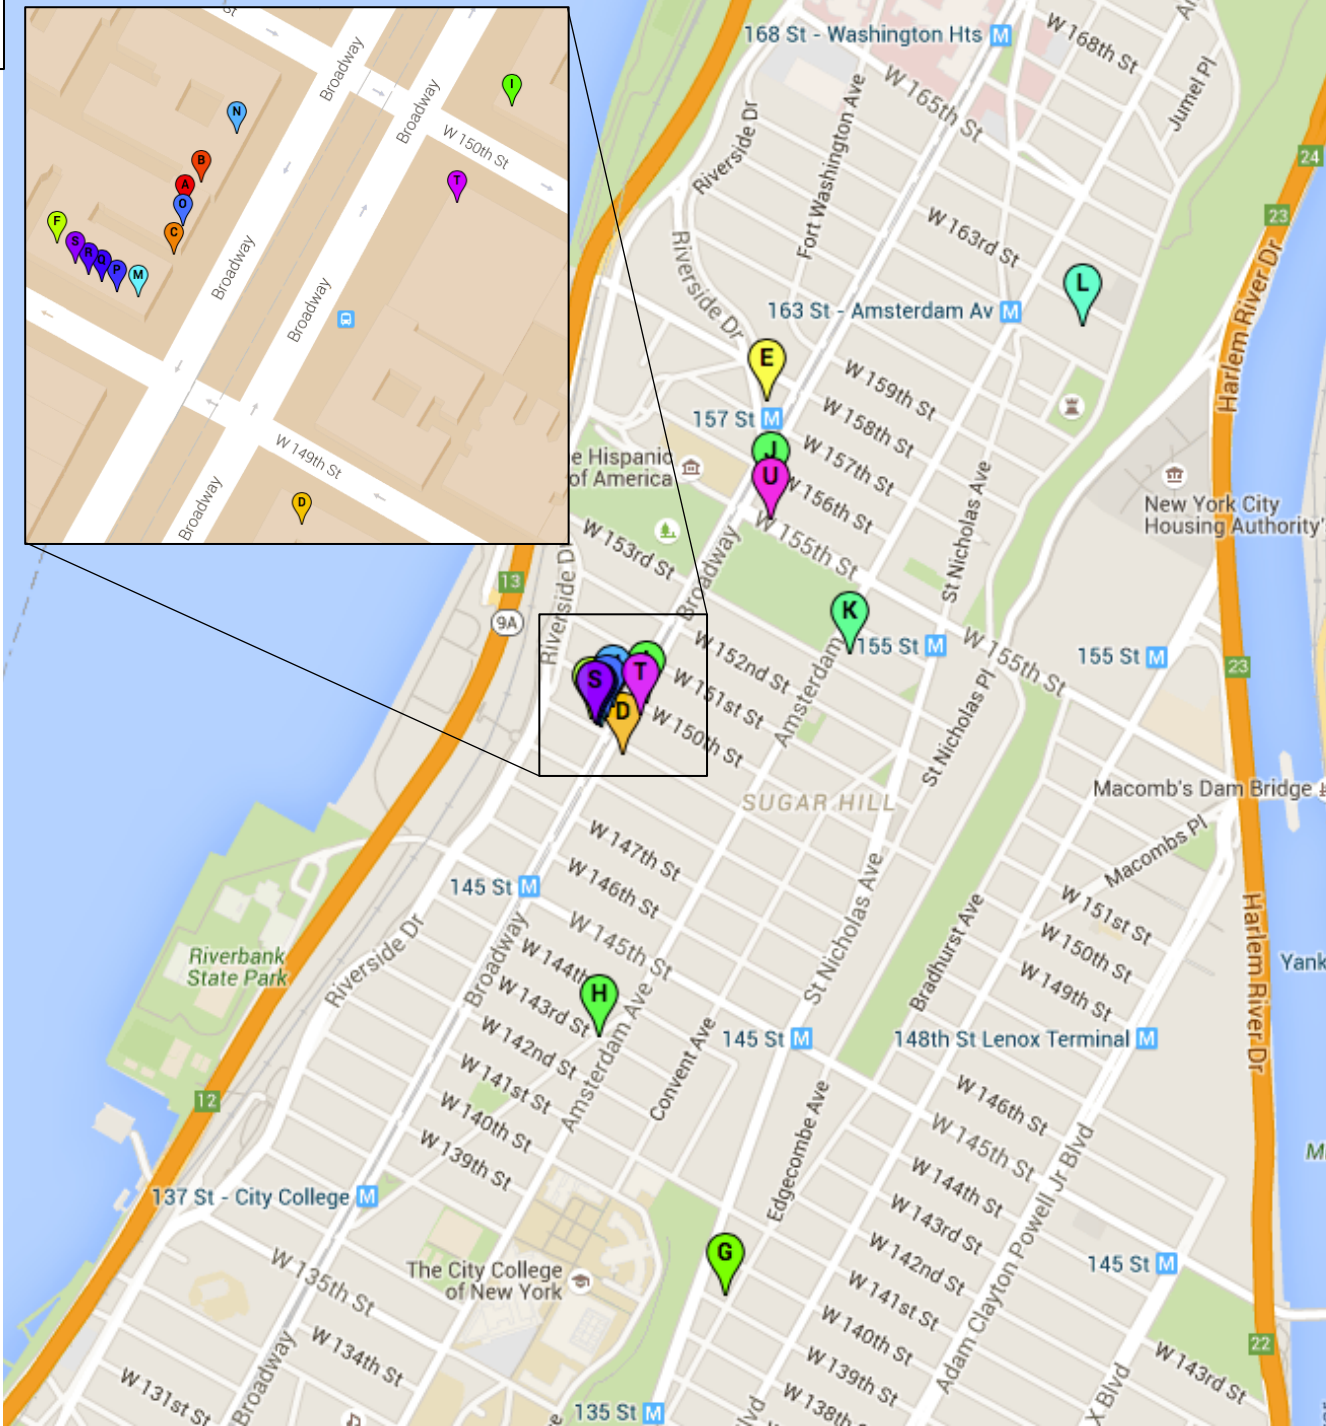 St
Broadway
Broadway
W 150th St
Broadway
Broadway
W 149th St
Broadway
I
N
B
A
O
C
T
F
S
R
Q
P
M
D
168 St - Washington Hts M
W 168th St
Jumel Pl
W 165th St
Fort Washington Ave
Riverside Dr
24
23
W 163rd St
Riverside Dr
L
163 St - Amsterdam Av M
Harlem River Dr
E
W 159th St
157 St M
W 158th St
J
W 157th St
e Hispanic
of America
U
W 156th St
St Nicholas Ave
New York City
Housing Authority'
W 155th St
W 153rd St
Broadway
13
Riverside D
9A
K
155 St M
W 155th St
155 St M
23
W 152nd St
Amsterdam
S
T
D
W 151st St
W 150th St
St Nicholas Pl
SUGAR HILL
Macomb's Dam Bridge
Macombs Pl
W 147th St
W 146th St
145 St M
St Nicholas Ave
W 151st St
W 150th St
W 149th St
Bradhurst Ave
Harlem River Dr
Riverside Dr
Broadway
W 145th St
W 144th
Riverbank
State Park
Yank
H
W 143rd St
Amsterdam Ave
W 142nd St
145 St M
148th St Lenox Terminal M
Convent Ave
W 141st St
12
W 140th St
W 139th St
Edgecombe Ave
W 146th St
W 145th St
W 144th St
W 143rd St
W 142nd St
W 141st St
W 140th St
W 139th St
W 138th
Adam Clayton Powell Jr Blvd
137 St - City College M
G
145 St M
The City College
of New York
W 135th St
W 134th St
W 131st St
Broadway
22
W 143rd St
135 St M
X Blvd